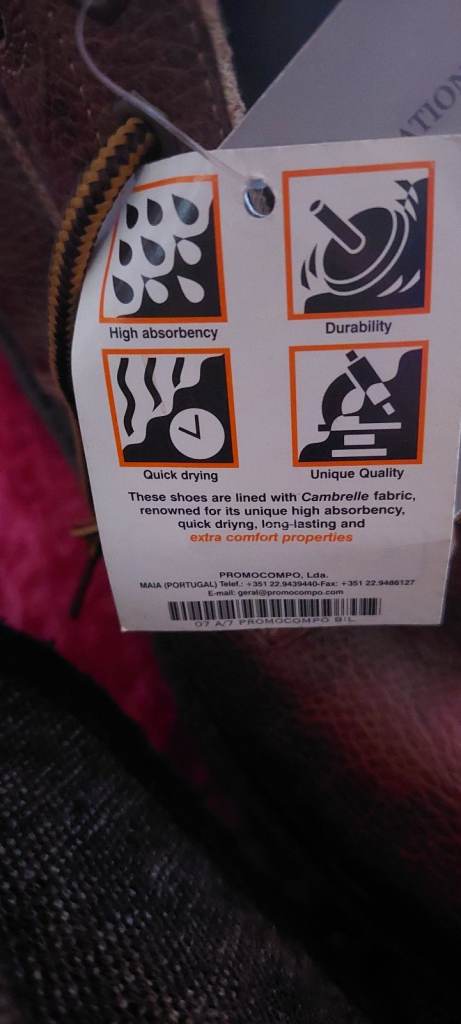 ATION
High absorbency
Durability
Quick drying
Unique Quality
These shoes are lined with Cambrelle fabric,
renowned for its unique high absorbency,
quick driyng, long-lasting and
extra comfort properties
PROMOCOMPO, Lda.
MAIA (PORTUGAL) Telef.: +351 22.9439440-Fax: +351 22.9486127
E-mail: geral@promocompo.com
07 A/7 PROMOCOMPO BIL